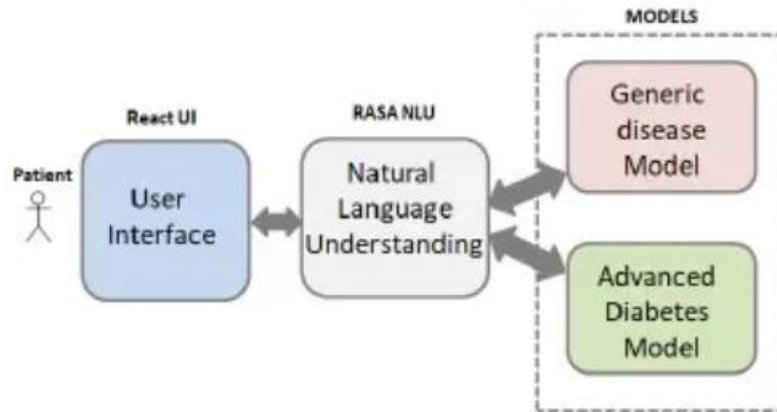 MODELS
React UI
RASA NLU
Patient
User
Interface
Natural
Language
Understanding
Generic
disease
Model
Advanced
Diabetes
Model